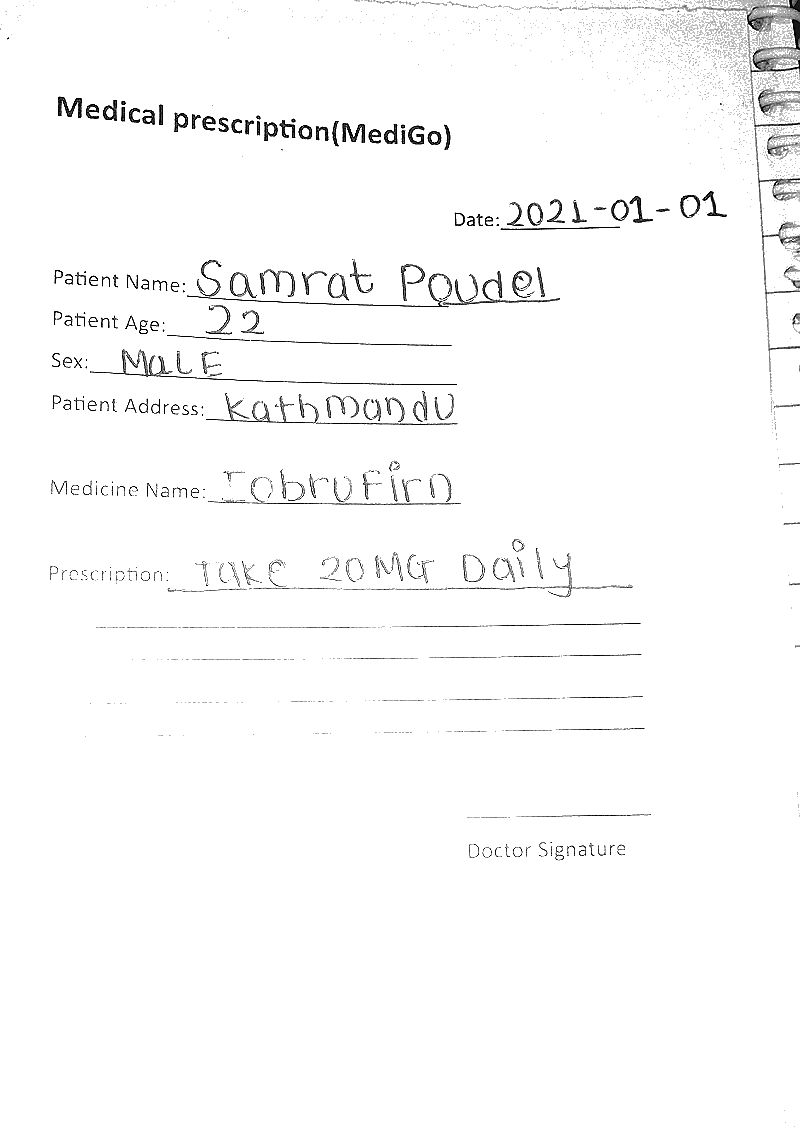 Medical prescription(MediGo)
Date: 2021-01-01
Patient Name: Samrat Poudel
Patient Age: 22
Sex: MaLE
Patient Address: Kathmandu
Medicine Name: IobruFirn
Prescription: Take 20MG Daily
Doctor Signature